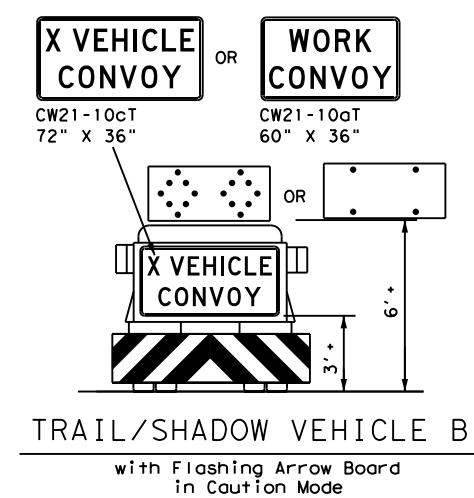 X VEHICLE
CONVOY
OR
WORK
CONVOY
CW21-10cT
72" X 36"
CW21-10aT
60" X 36"
OR
X VEHICLE
CONVOY
6' +
3' +
TRAIL/SHADOW VEHICLE B
with Flashing Arrow Board
in Caution Mode